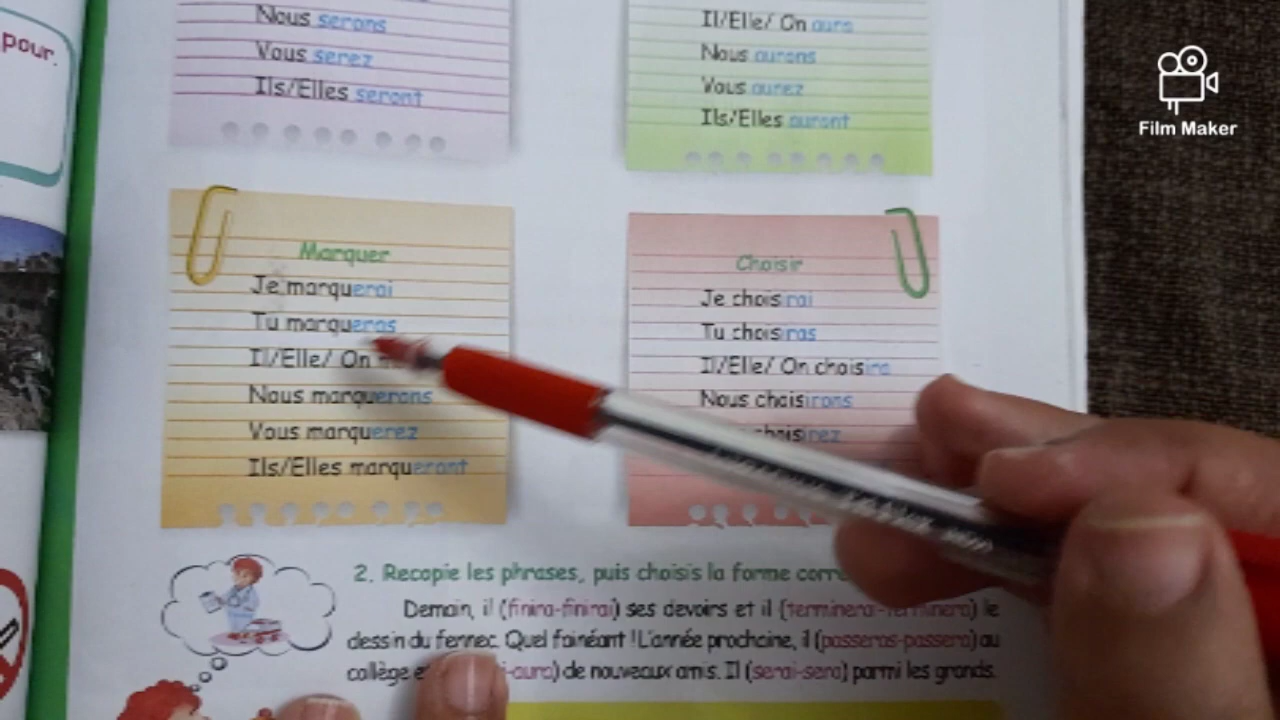 pour.
Nous serons
Vous serez
Ils/Elles seront
Il/Elle/ On aura
Nous aurons
Vous aurez
Ils/Elles auront
Film Maker
Marquer
Je marquerai
Tu marqueras
Il/Elle/ On
Nous marquerons
Vous marquerez
Ils/Elles marqueront
Choisir
Je choisirai
Tu choisiras
Il/Elle/ On choisira
Nous choisirons
choisirez
2. Recopie les phrases, puis choisis la forme
Demain, il (finira-finirai) ses devoirs et il (terminerai-terminera) le
dessin du fennec. Quel fainéant ! L'année prochaine, il (passeras-passera) au
collège -aura) de nouveaux amis. Il (serai-sera) parmi les grands.